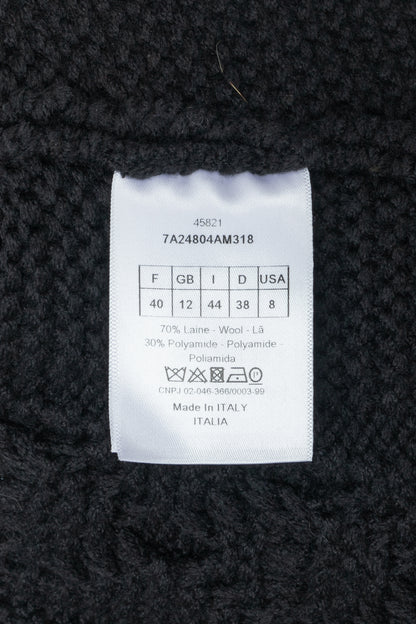 45821
7A24804AM318
F GB I D USA
40 12 44 38 8
70% Laine - Wool - Lã
30% Polyamide - Polyamide -
Poliamida
CNPJ 02-046-366/0003-99
Made In ITALY
ITALIA